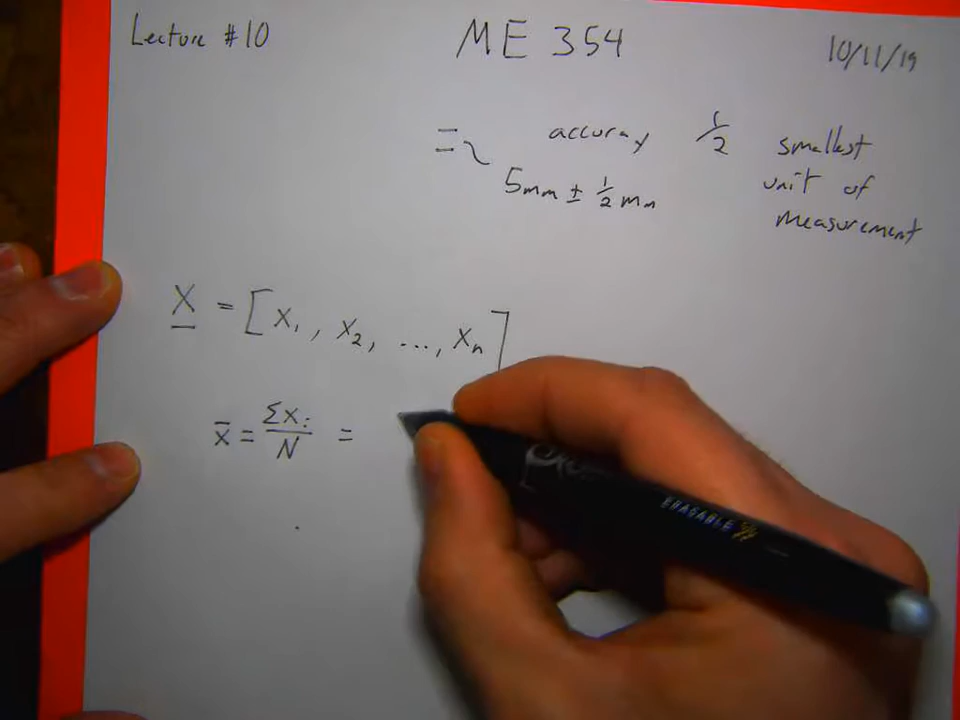 Lecture #10 ME 354 10/11/19
= accuray 1/2 smallest
5mm ± 1/2 mm unit of
measurement
X = [X₁, X₂, ..., Xₙ]
x̄ = ΣXᵢ/N =
ERASABLE